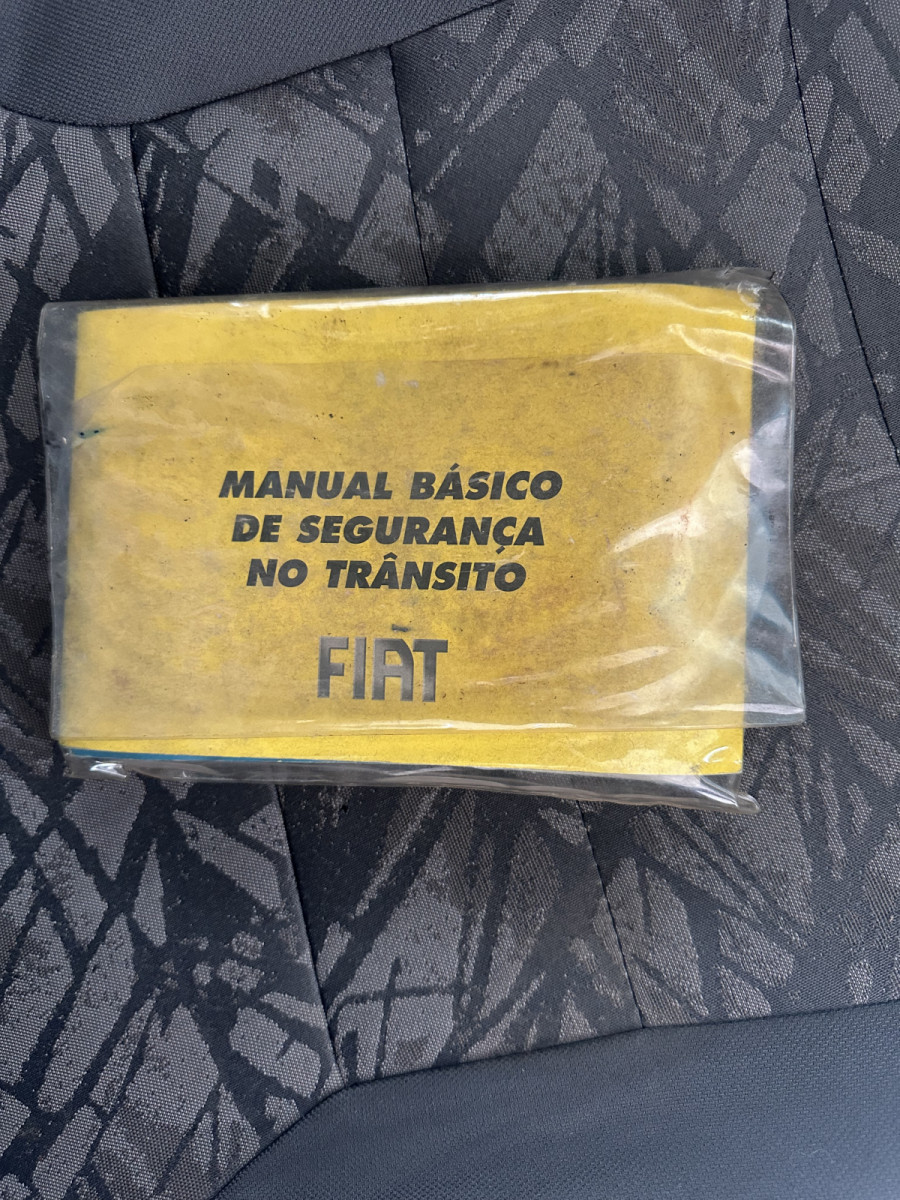 MANUAL BÁSICO
DE SEGURANÇA
NO TRÂNSITO
FIAT